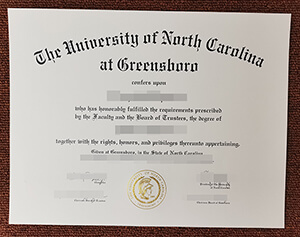 The University of North Carolina
at Greensboro
confers upon
who has honorably fulfilled the requirements prescribed
by the Faculty and the Board of Trustees, the degree of
together with the rights, honors, and privileges thereunto appertaining.
Given at Greensboro, in the State of North Carolina